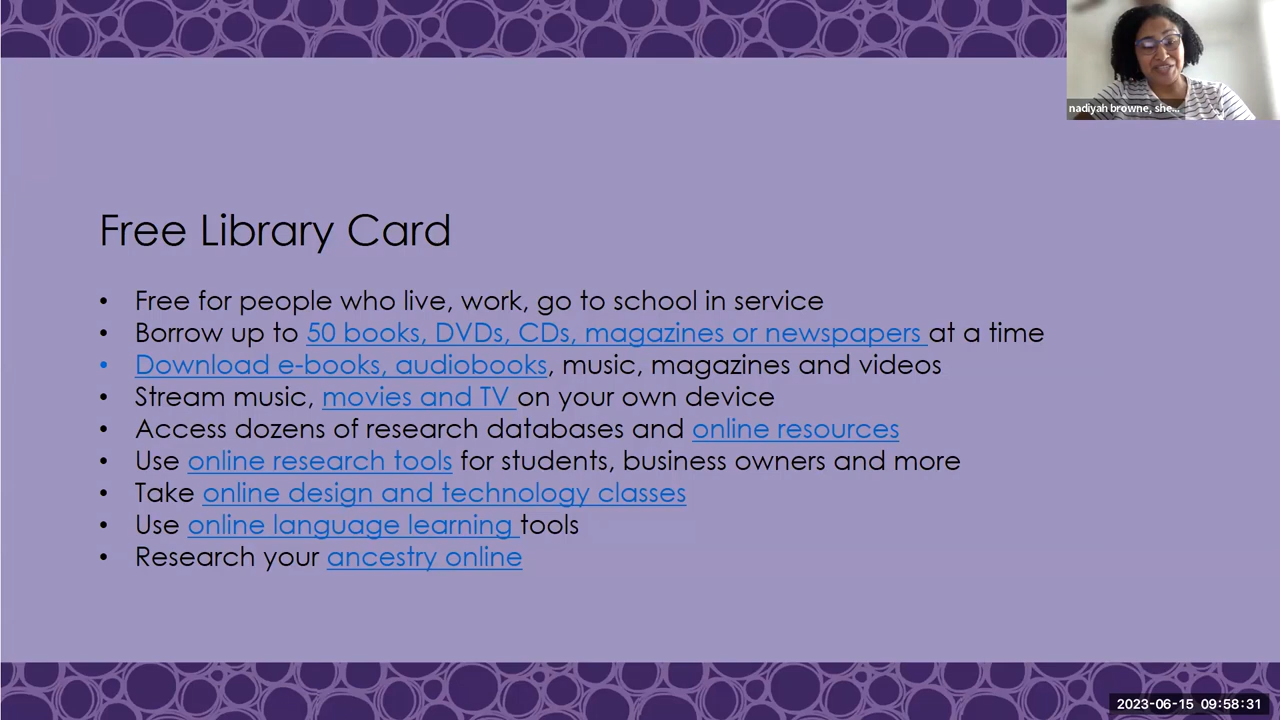 nadiyah browne, she...
Free Library Card
• Free for people who live, work, go to school in service
• Borrow up to 50 books, DVDs, CDs, magazines or newspapers at a time
• Download e-books, audiobooks, music, magazines and videos
• Stream music, movies and TV on your own device
• Access dozens of research databases and online resources
• Use online research tools for students, business owners and more
• Take online design and technology classes
• Use online language learning tools
• Research your ancestry online
2023-06-15 09:58:31